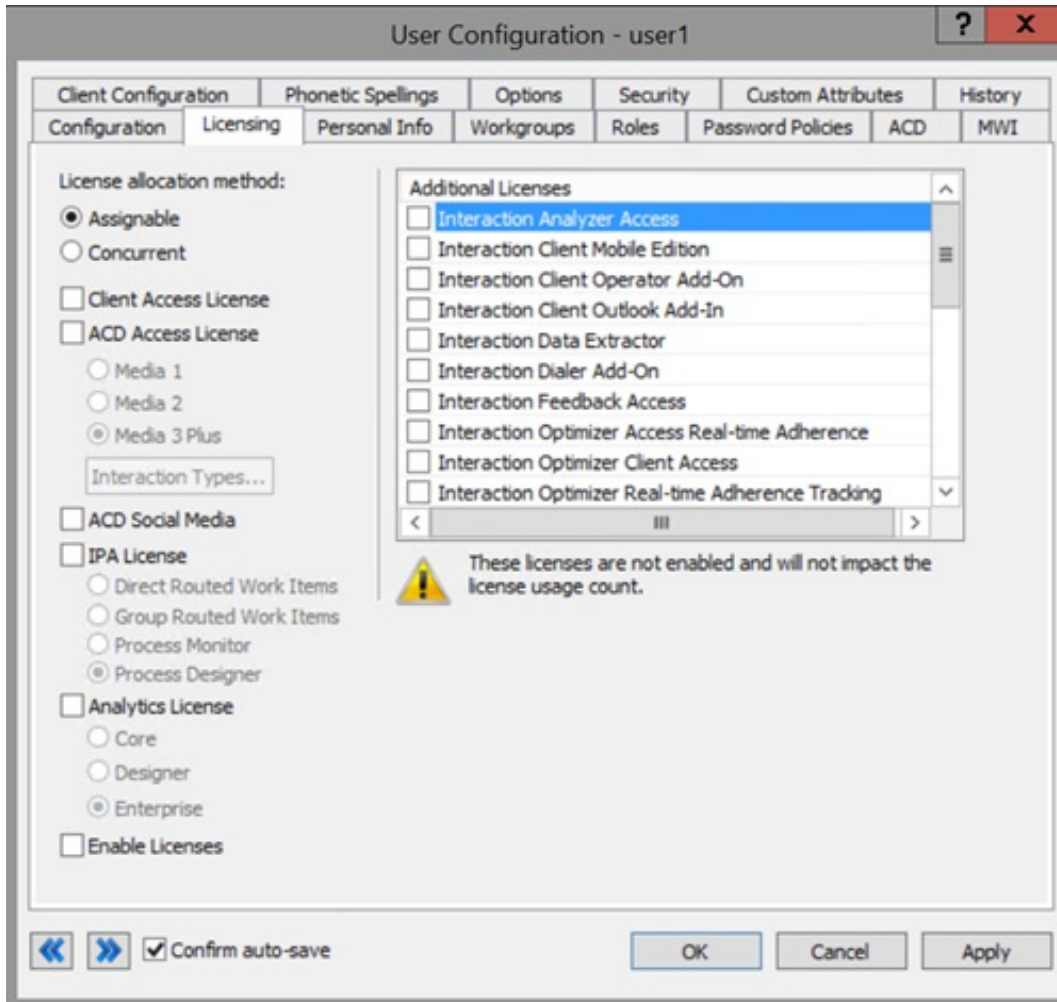 User Configuration - user1
? X
Client Configuration Phonetic Spellings Options Security Custom Attributes History
Configuration Licensing Personal Info Workgroups Roles Password Policies ACD MWI
License allocation method:
Assignable
Concurrent
Client Access License
ACD Access License
Media 1
Media 2
Media 3 Plus
Interaction Types...
ACD Social Media
IPA License
Direct Routed Work Items
Group Routed Work Items
Process Monitor
Process Designer
Analytics License
Core
Designer
Enterprise
Enable Licenses
Additional Licenses
Interaction Analyzer Access
Interaction Client Mobile Edition
Interaction Client Operator Add-On
Interaction Client Outlook Add-In
Interaction Data Extractor
Interaction Dialer Add-On
Interaction Feedback Access
Interaction Optimizer Access Real-time Adherence
Interaction Optimizer Client Access
Interaction Optimizer Real-time Adherence Tracking
These licenses are not enabled and will not impact the
license usage count.
Confirm auto-save
OK Cancel Apply